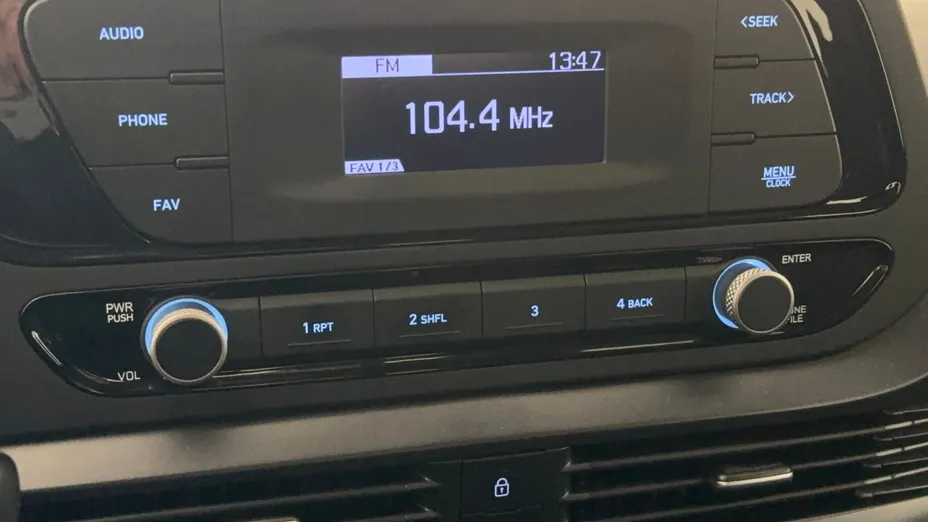 AUDIO
PHONE
FAV
FM 13:47
104.4 MHz
FAV 1/3
<SEEK
TRACK>
MENU
CLOCK
PWR
PUSH
VOL
1 RPT
2 SHFL
3
4 BACK
ENTER